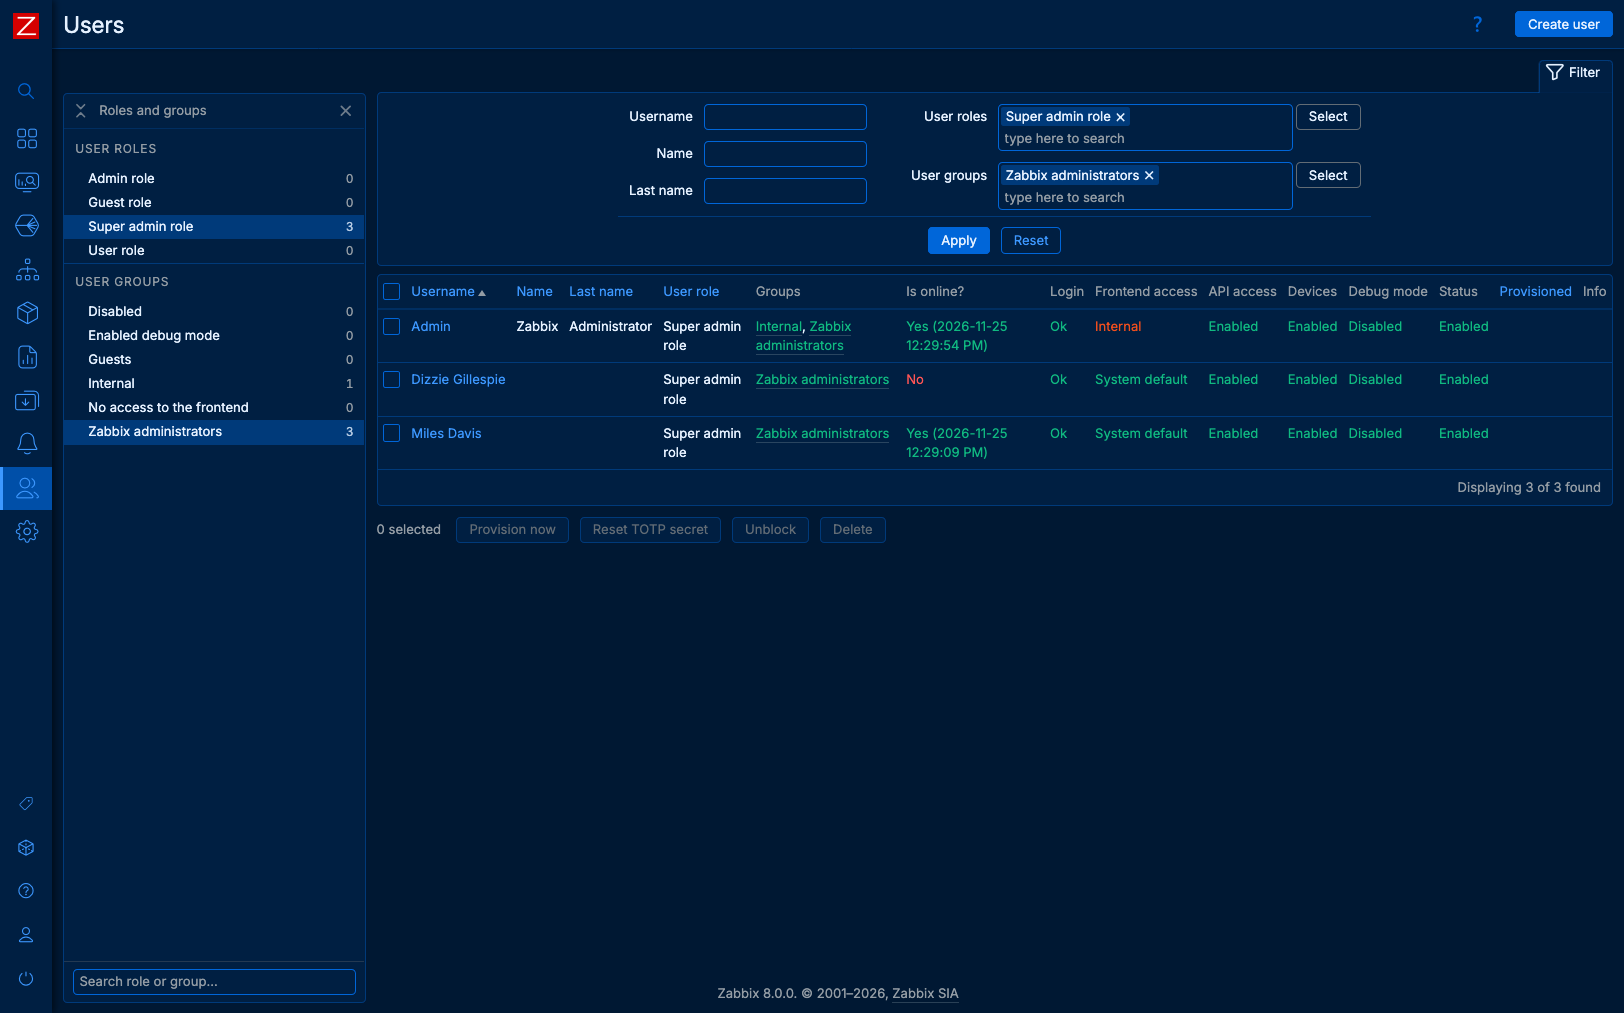 Z
Users
?
Create user
Filter
Roles and groups
USER ROLES
Admin role 0
Guest role 0
Super admin role 3
User role 0
USER GROUPS
Disabled 0
Enabled debug mode 0
Guests 0
Internal 1
No access to the frontend 0
Zabbix administrators 3
Search role or group...
Username
Name
Last name
User roles
Super admin role
type here to search
Select
User groups
Zabbix administrators
type here to search
Select
Apply Reset
Username Name Last name User role Groups Is online? Login Frontend access API access Devices Debug mode Status Provisioned Info
Admin Zabbix Administrator Super admin role Internal, Zabbix administrators Yes (2026-11-25 12:29:54 PM) Ok Internal Enabled Enabled Disabled Enabled
Dizzie Gillespie Super admin role Zabbix administrators No Ok System default Enabled Enabled Disabled Enabled
Miles Davis Super admin role Zabbix administrators Yes (2026-11-25 12:29:09 PM) Ok System default Enabled Enabled Disabled Enabled
Displaying 3 of 3 found
0 selected Provision now Reset TOTP secret Unblock Delete
Zabbix 8.0.0. © 2001–2026, Zabbix SIA